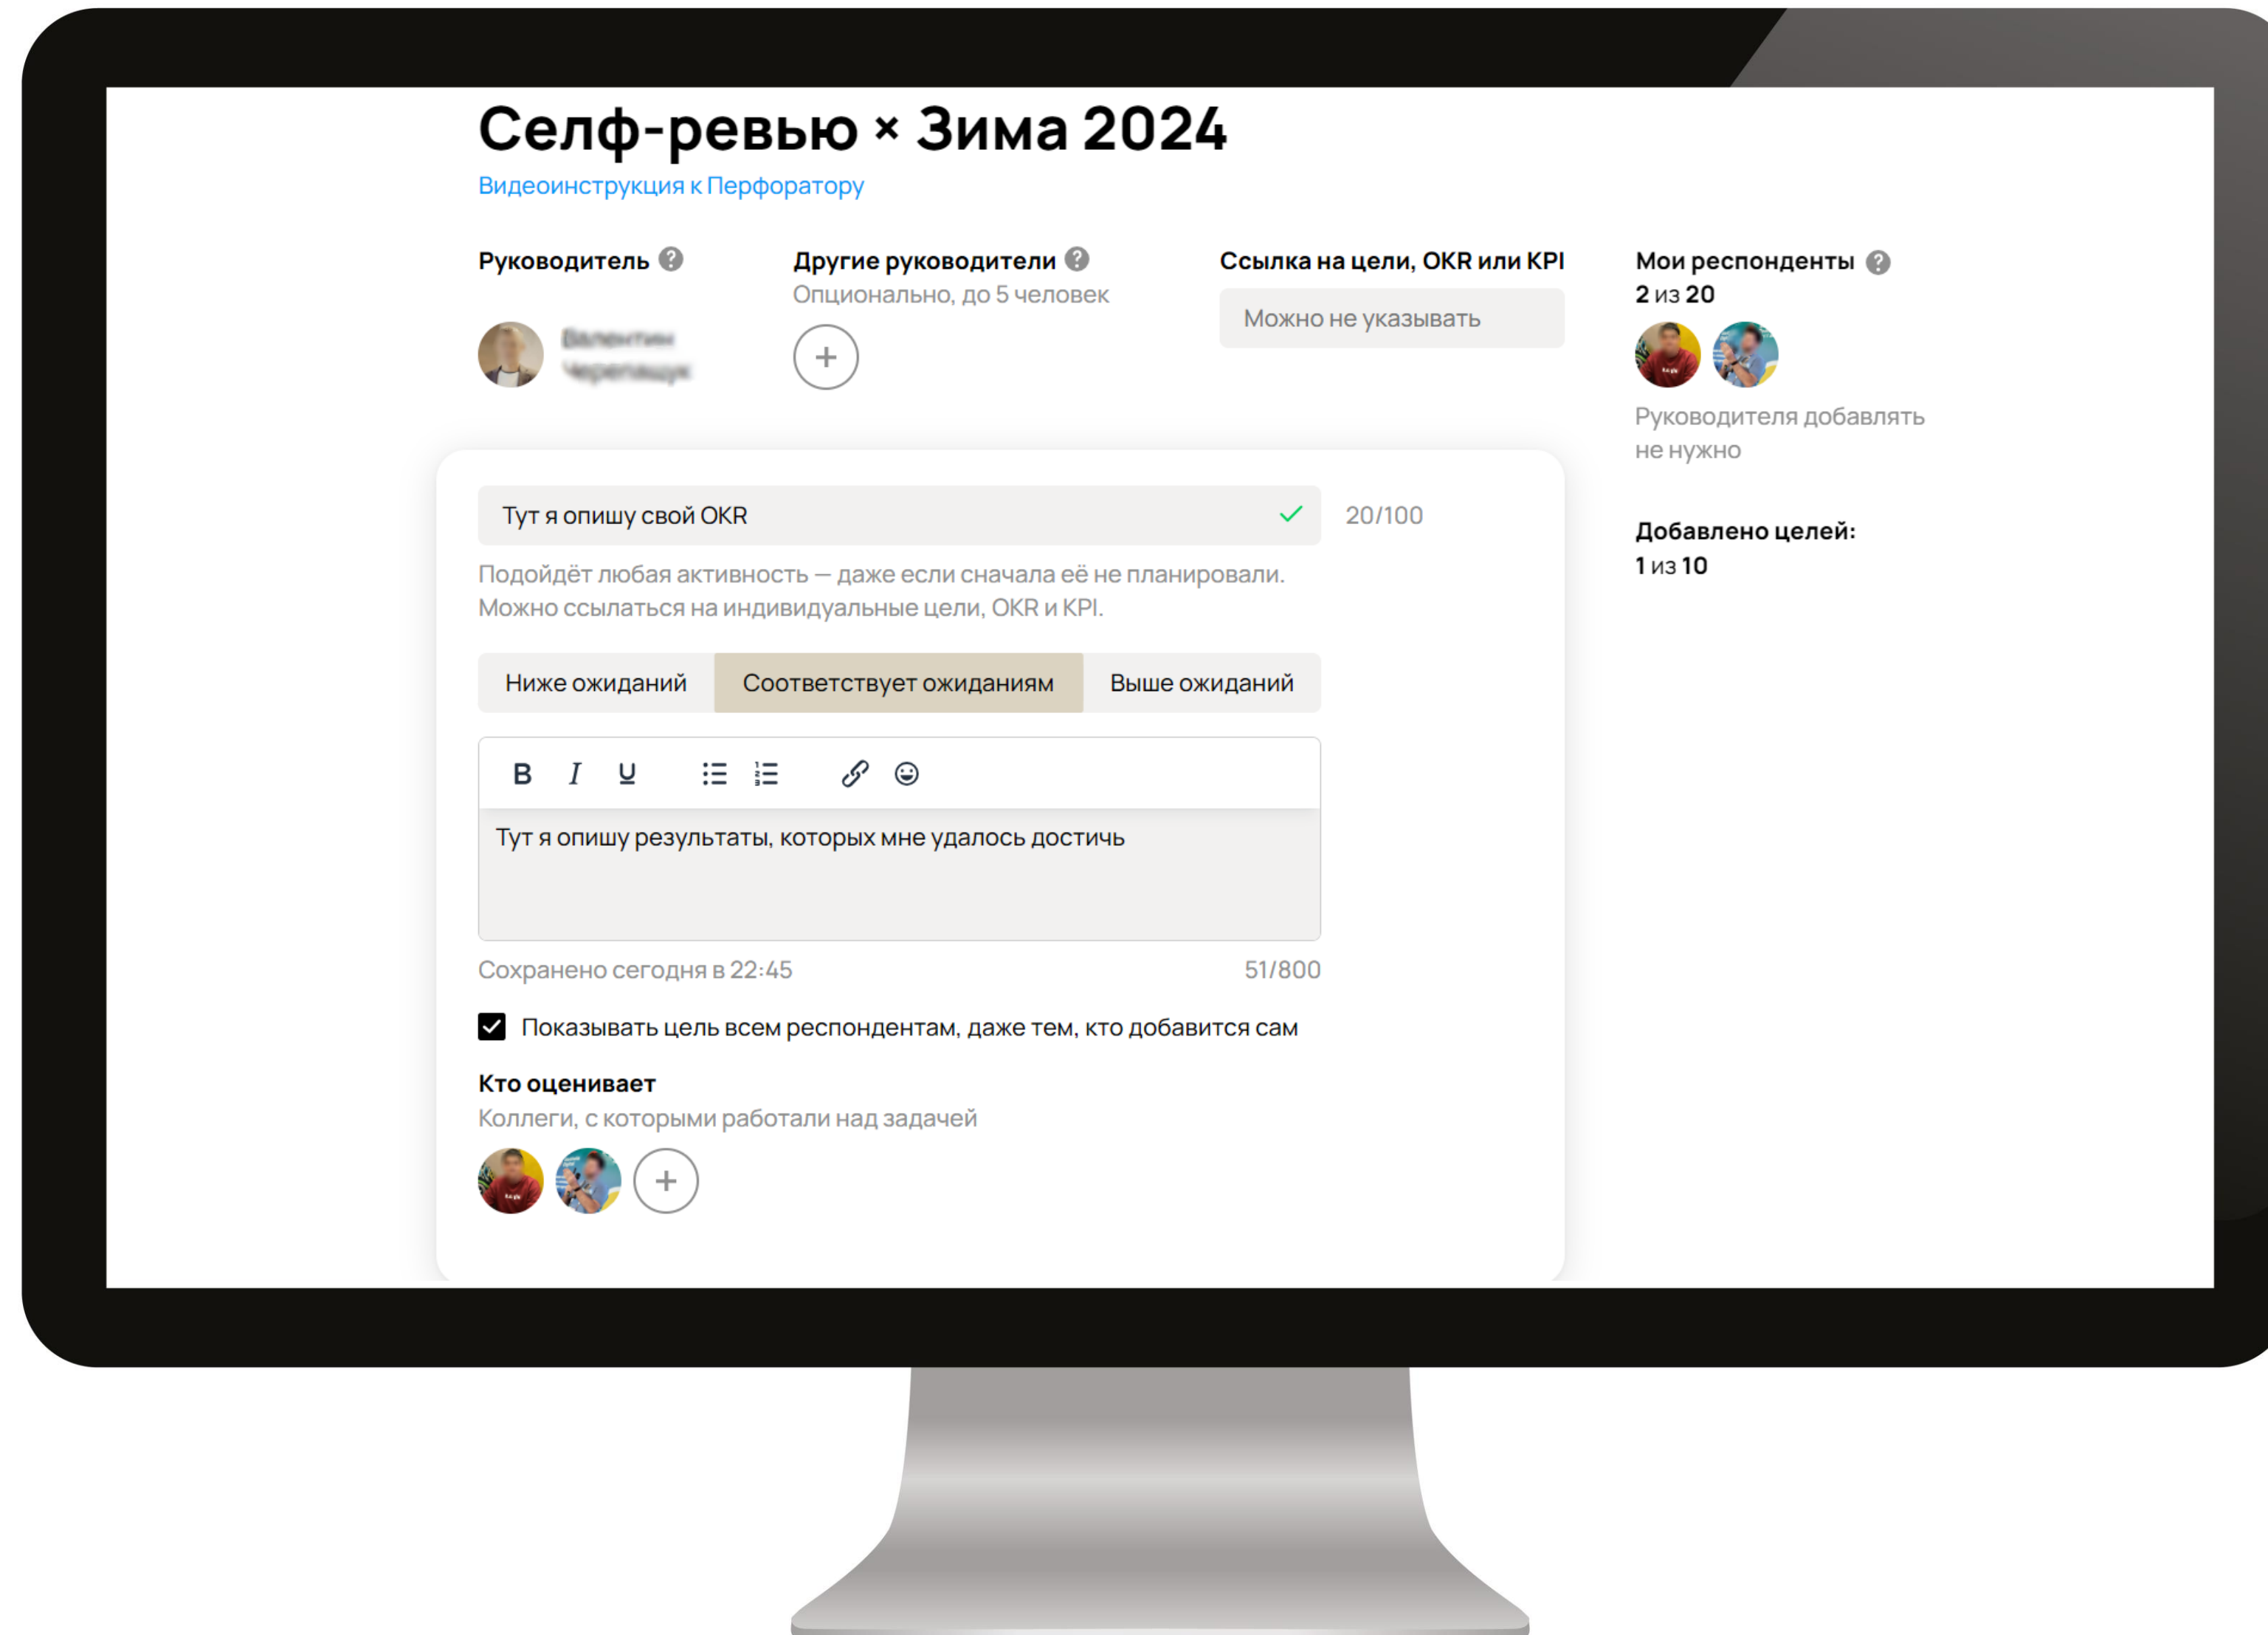 Селф-ревью × Зима 2024
Видеоинструкция к Перфоратору
Руководитель
Другие руководители
Опционально, до 5 человек
Ссылка на цели, OKR или KPI
Можно не указывать
Мои респонденты
2 из 20
Руководителя добавлять
не нужно
Добавлено целей:
1 из 10
Тут я опишу свой OKR
20/100
Подойдёт любая активность — даже если сначала её не планировали.
Можно ссылаться на индивидуальные цели, OKR и KPI.
Ниже ожиданий Соответствует ожиданиям Выше ожиданий
B I U
Тут я опишу результаты, которых мне удалось достичь
Сохранено сегодня в 22:45 51/800
Показывать цель всем респондентам, даже тем, кто добавится сам
Кто оценивает
Коллеги, с которыми работали над задачей